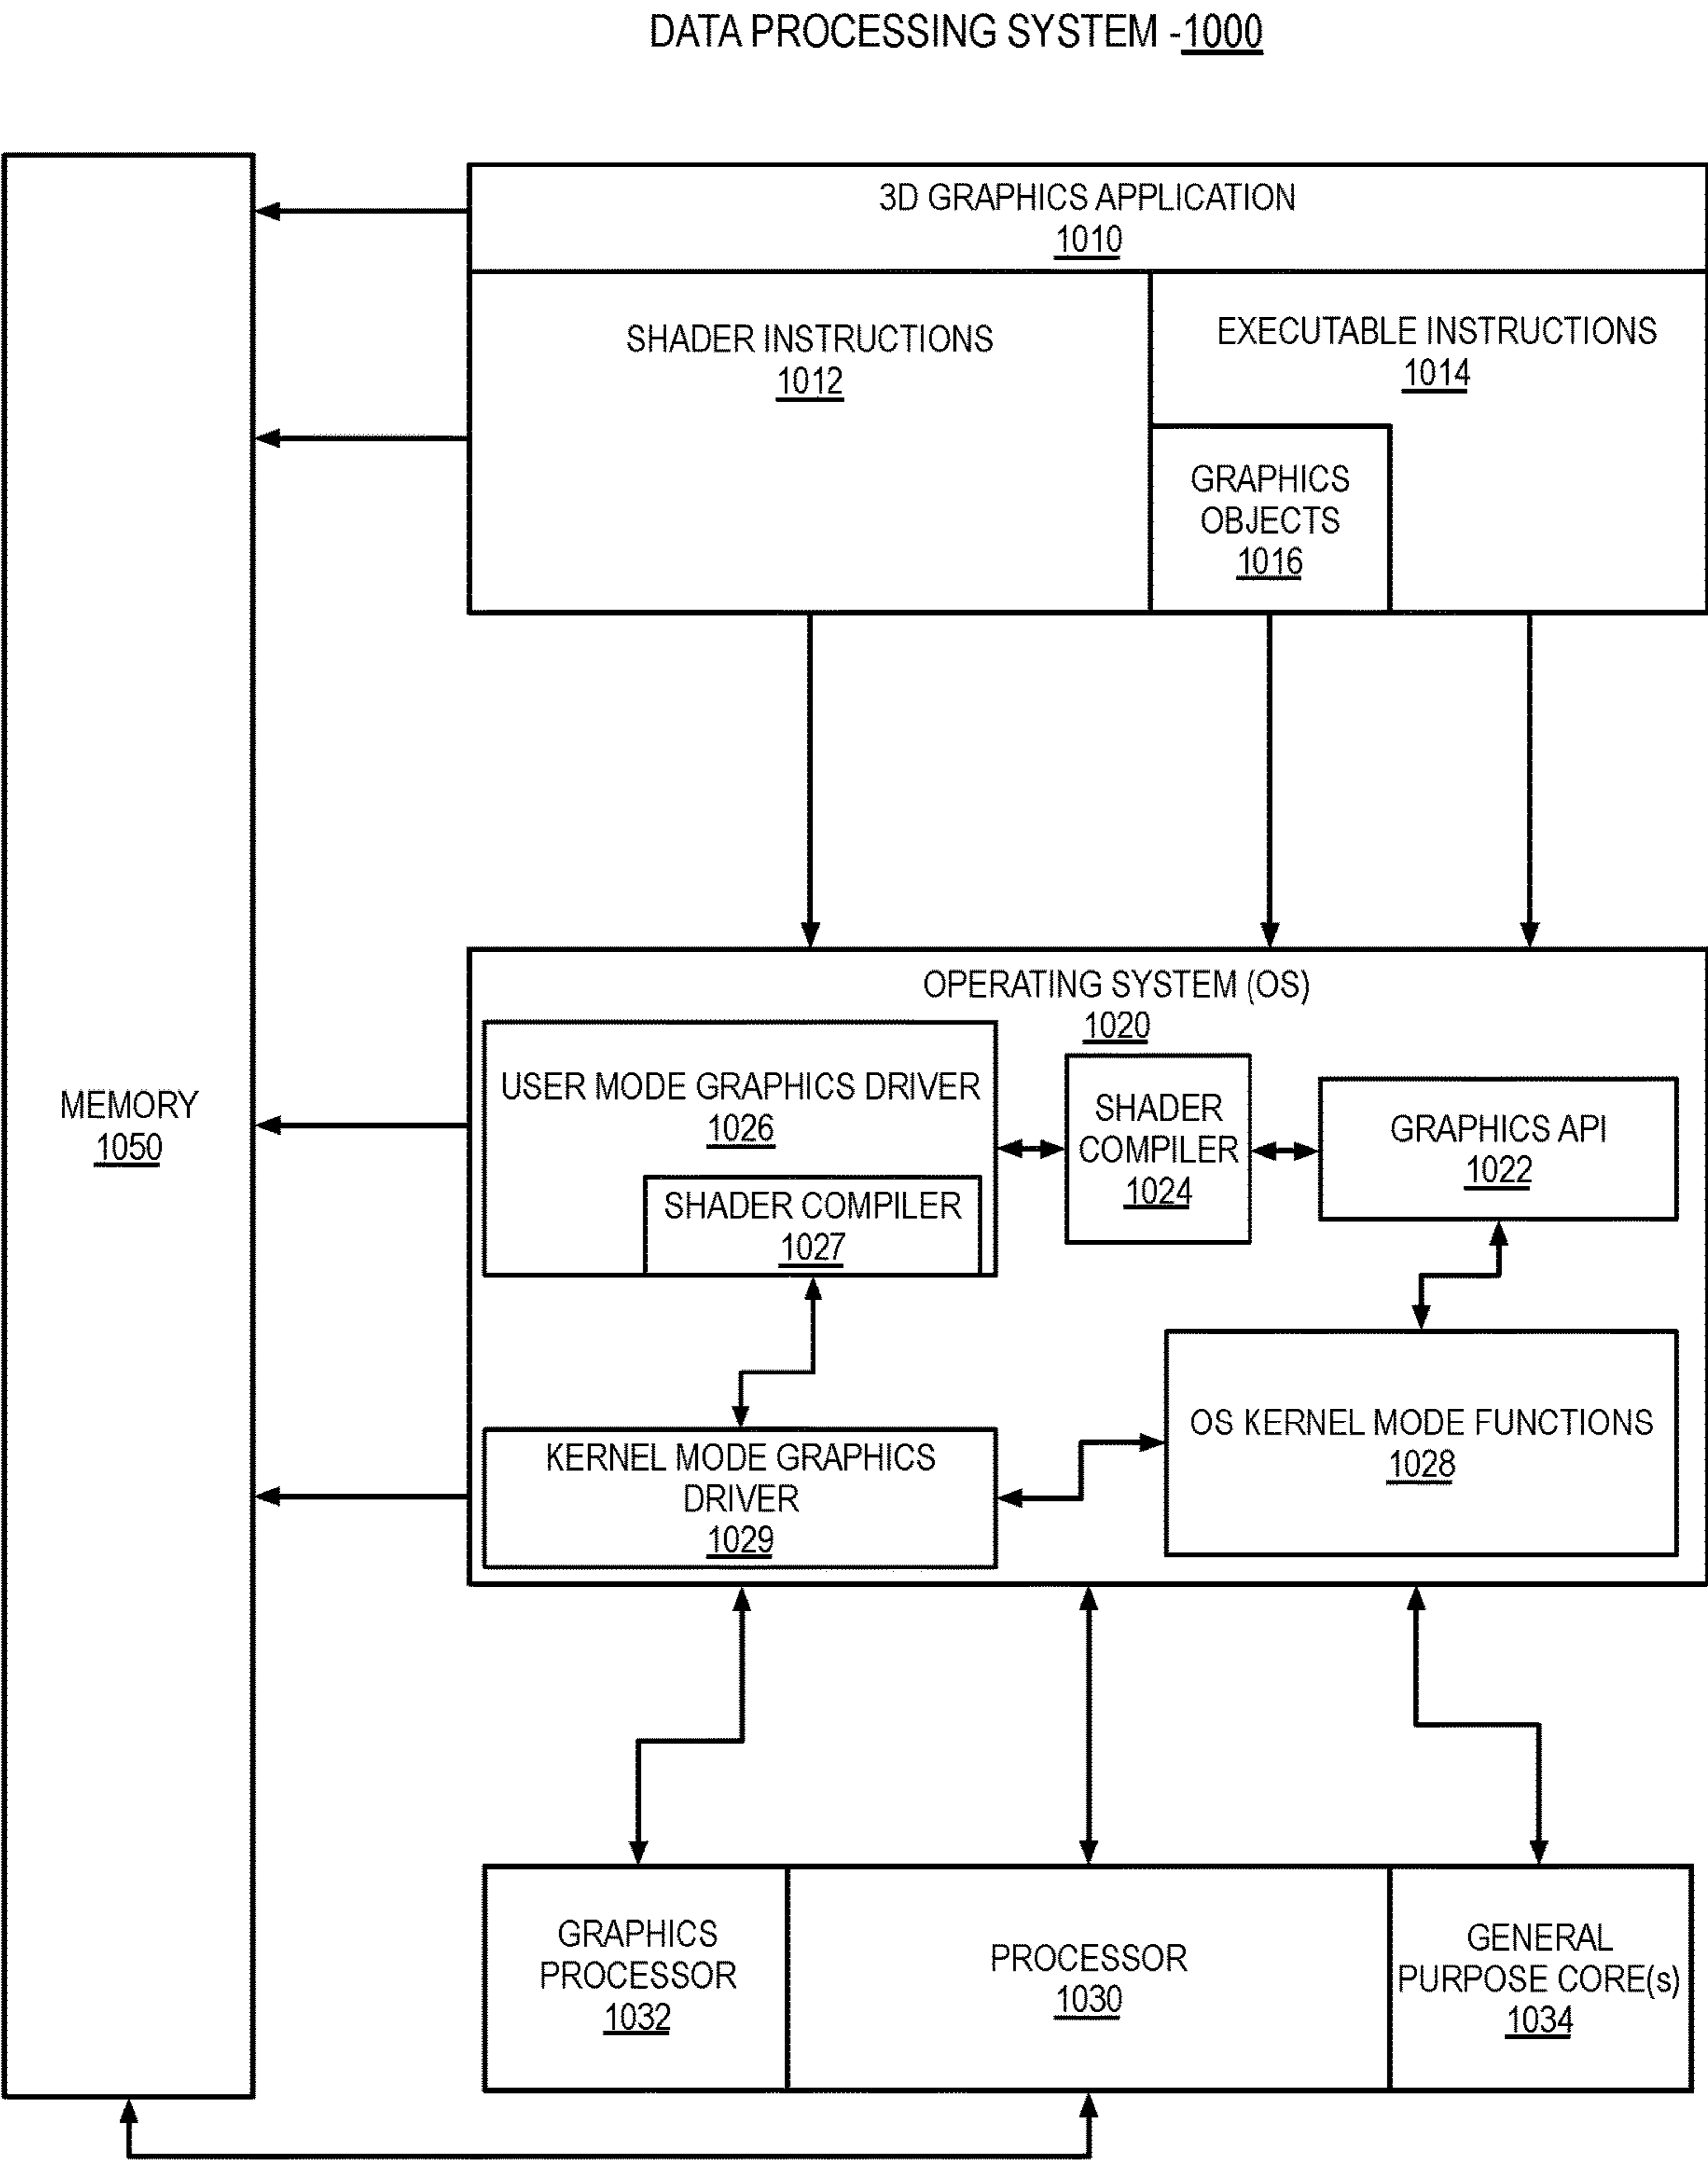 DATA PROCESSING SYSTEM -1000
3D GRAPHICS APPLICATION
1010
SHADER INSTRUCTIONS
1012
EXECUTABLE INSTRUCTIONS
1014
GRAPHICS
OBJECTS
1016
OPERATING SYSTEM (OS)
1020
USER MODE GRAPHICS DRIVER
1026
SHADER COMPILER
1027
SHADER
COMPILER
1024
GRAPHICS API
1022
MEMORY
1050
KERNEL MODE GRAPHICS
DRIVER
1029
OS KERNEL MODE FUNCTIONS
1028
GRAPHICS
PROCESSOR
1032
PROCESSOR
1030
GENERAL
PURPOSE CORE(s)
1034